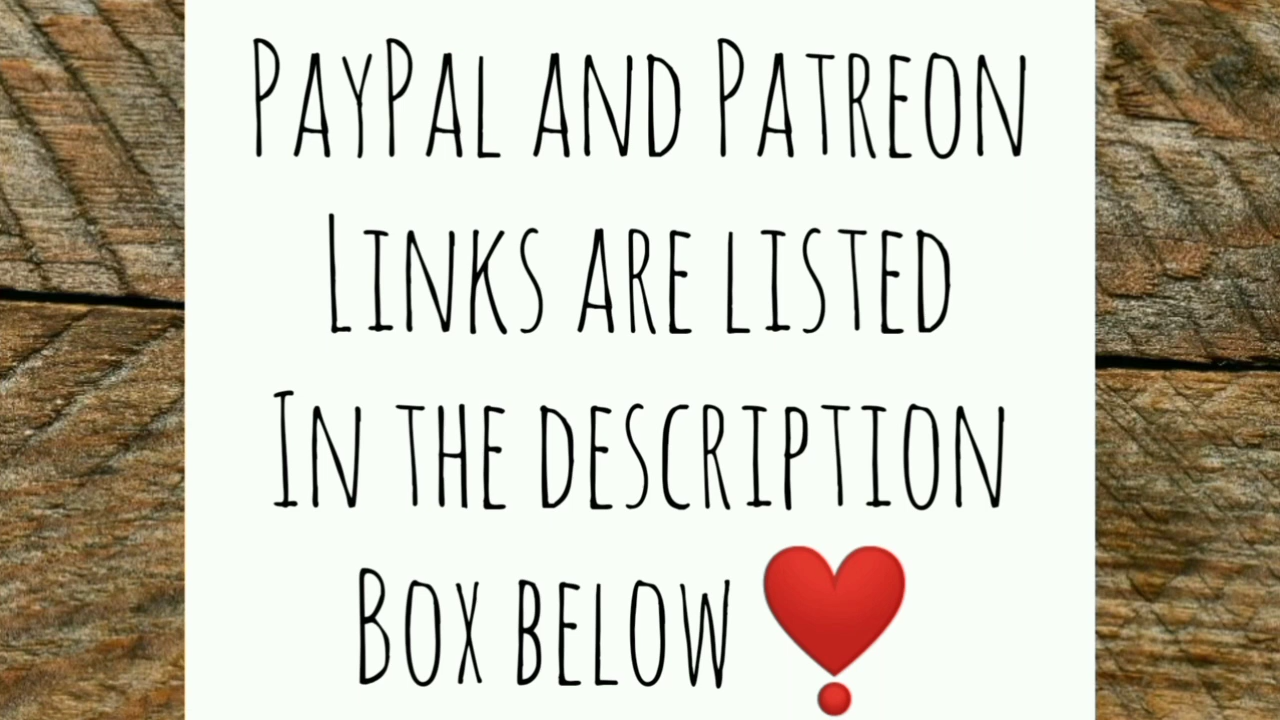 PayPal and Patreon
Links are listed
In the description
Box below ❣